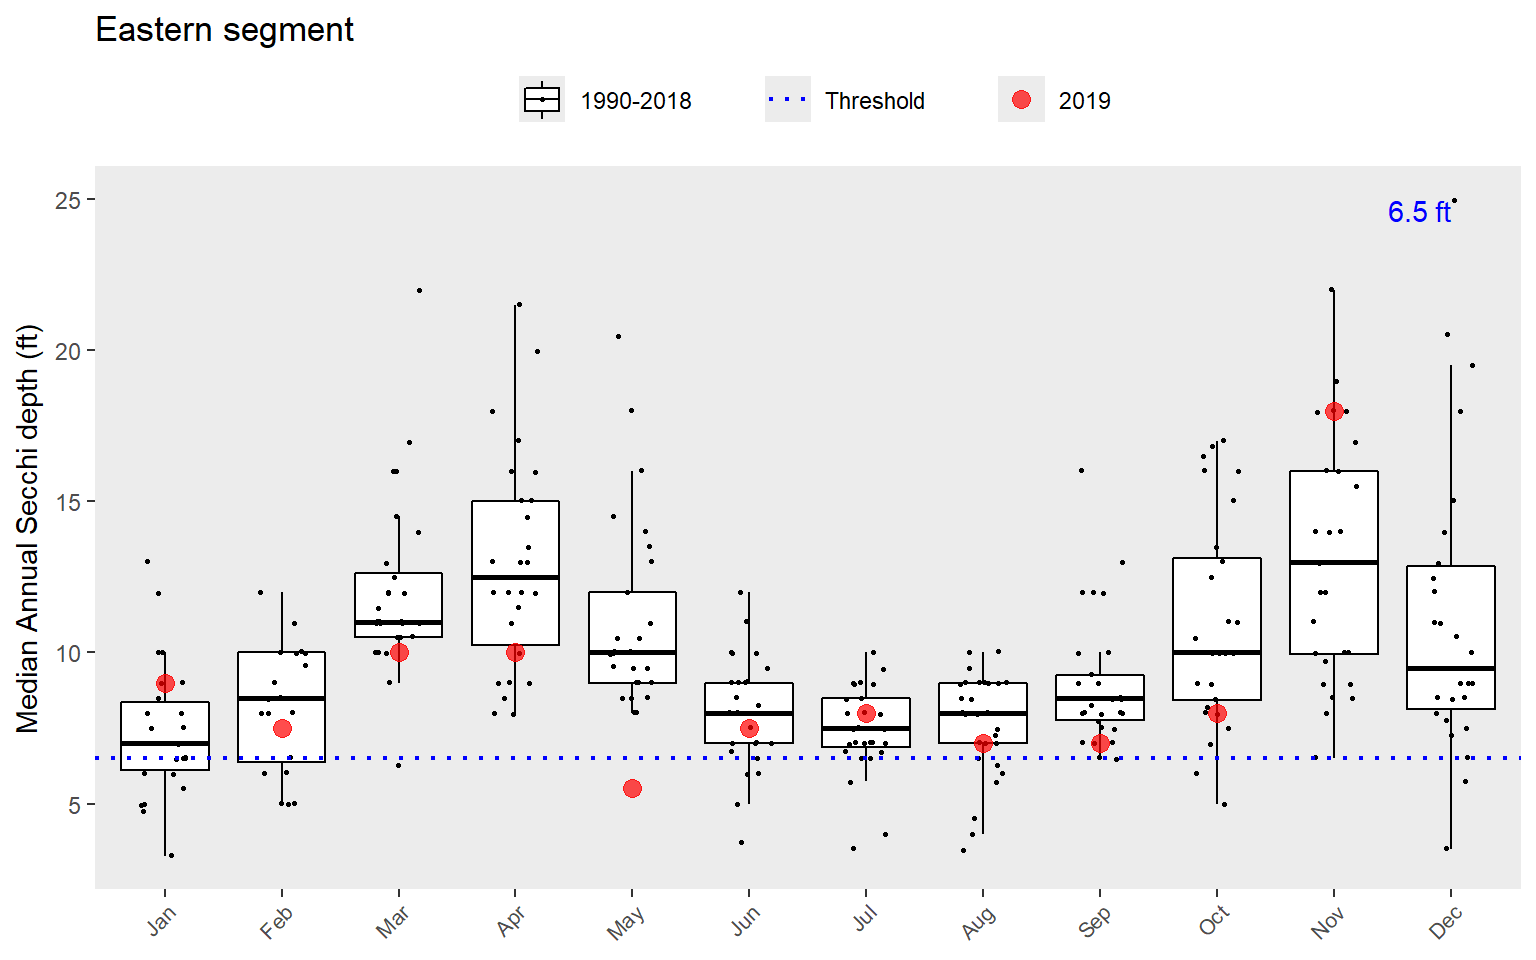 Eastern segment
1990-2018 Threshold 2019
Median Annual Secchi depth (ft)
25
20
15
10
5
6.5 ft
Jan Feb Mar Apr May Jun Jul Aug Sep Oct Nov Dec